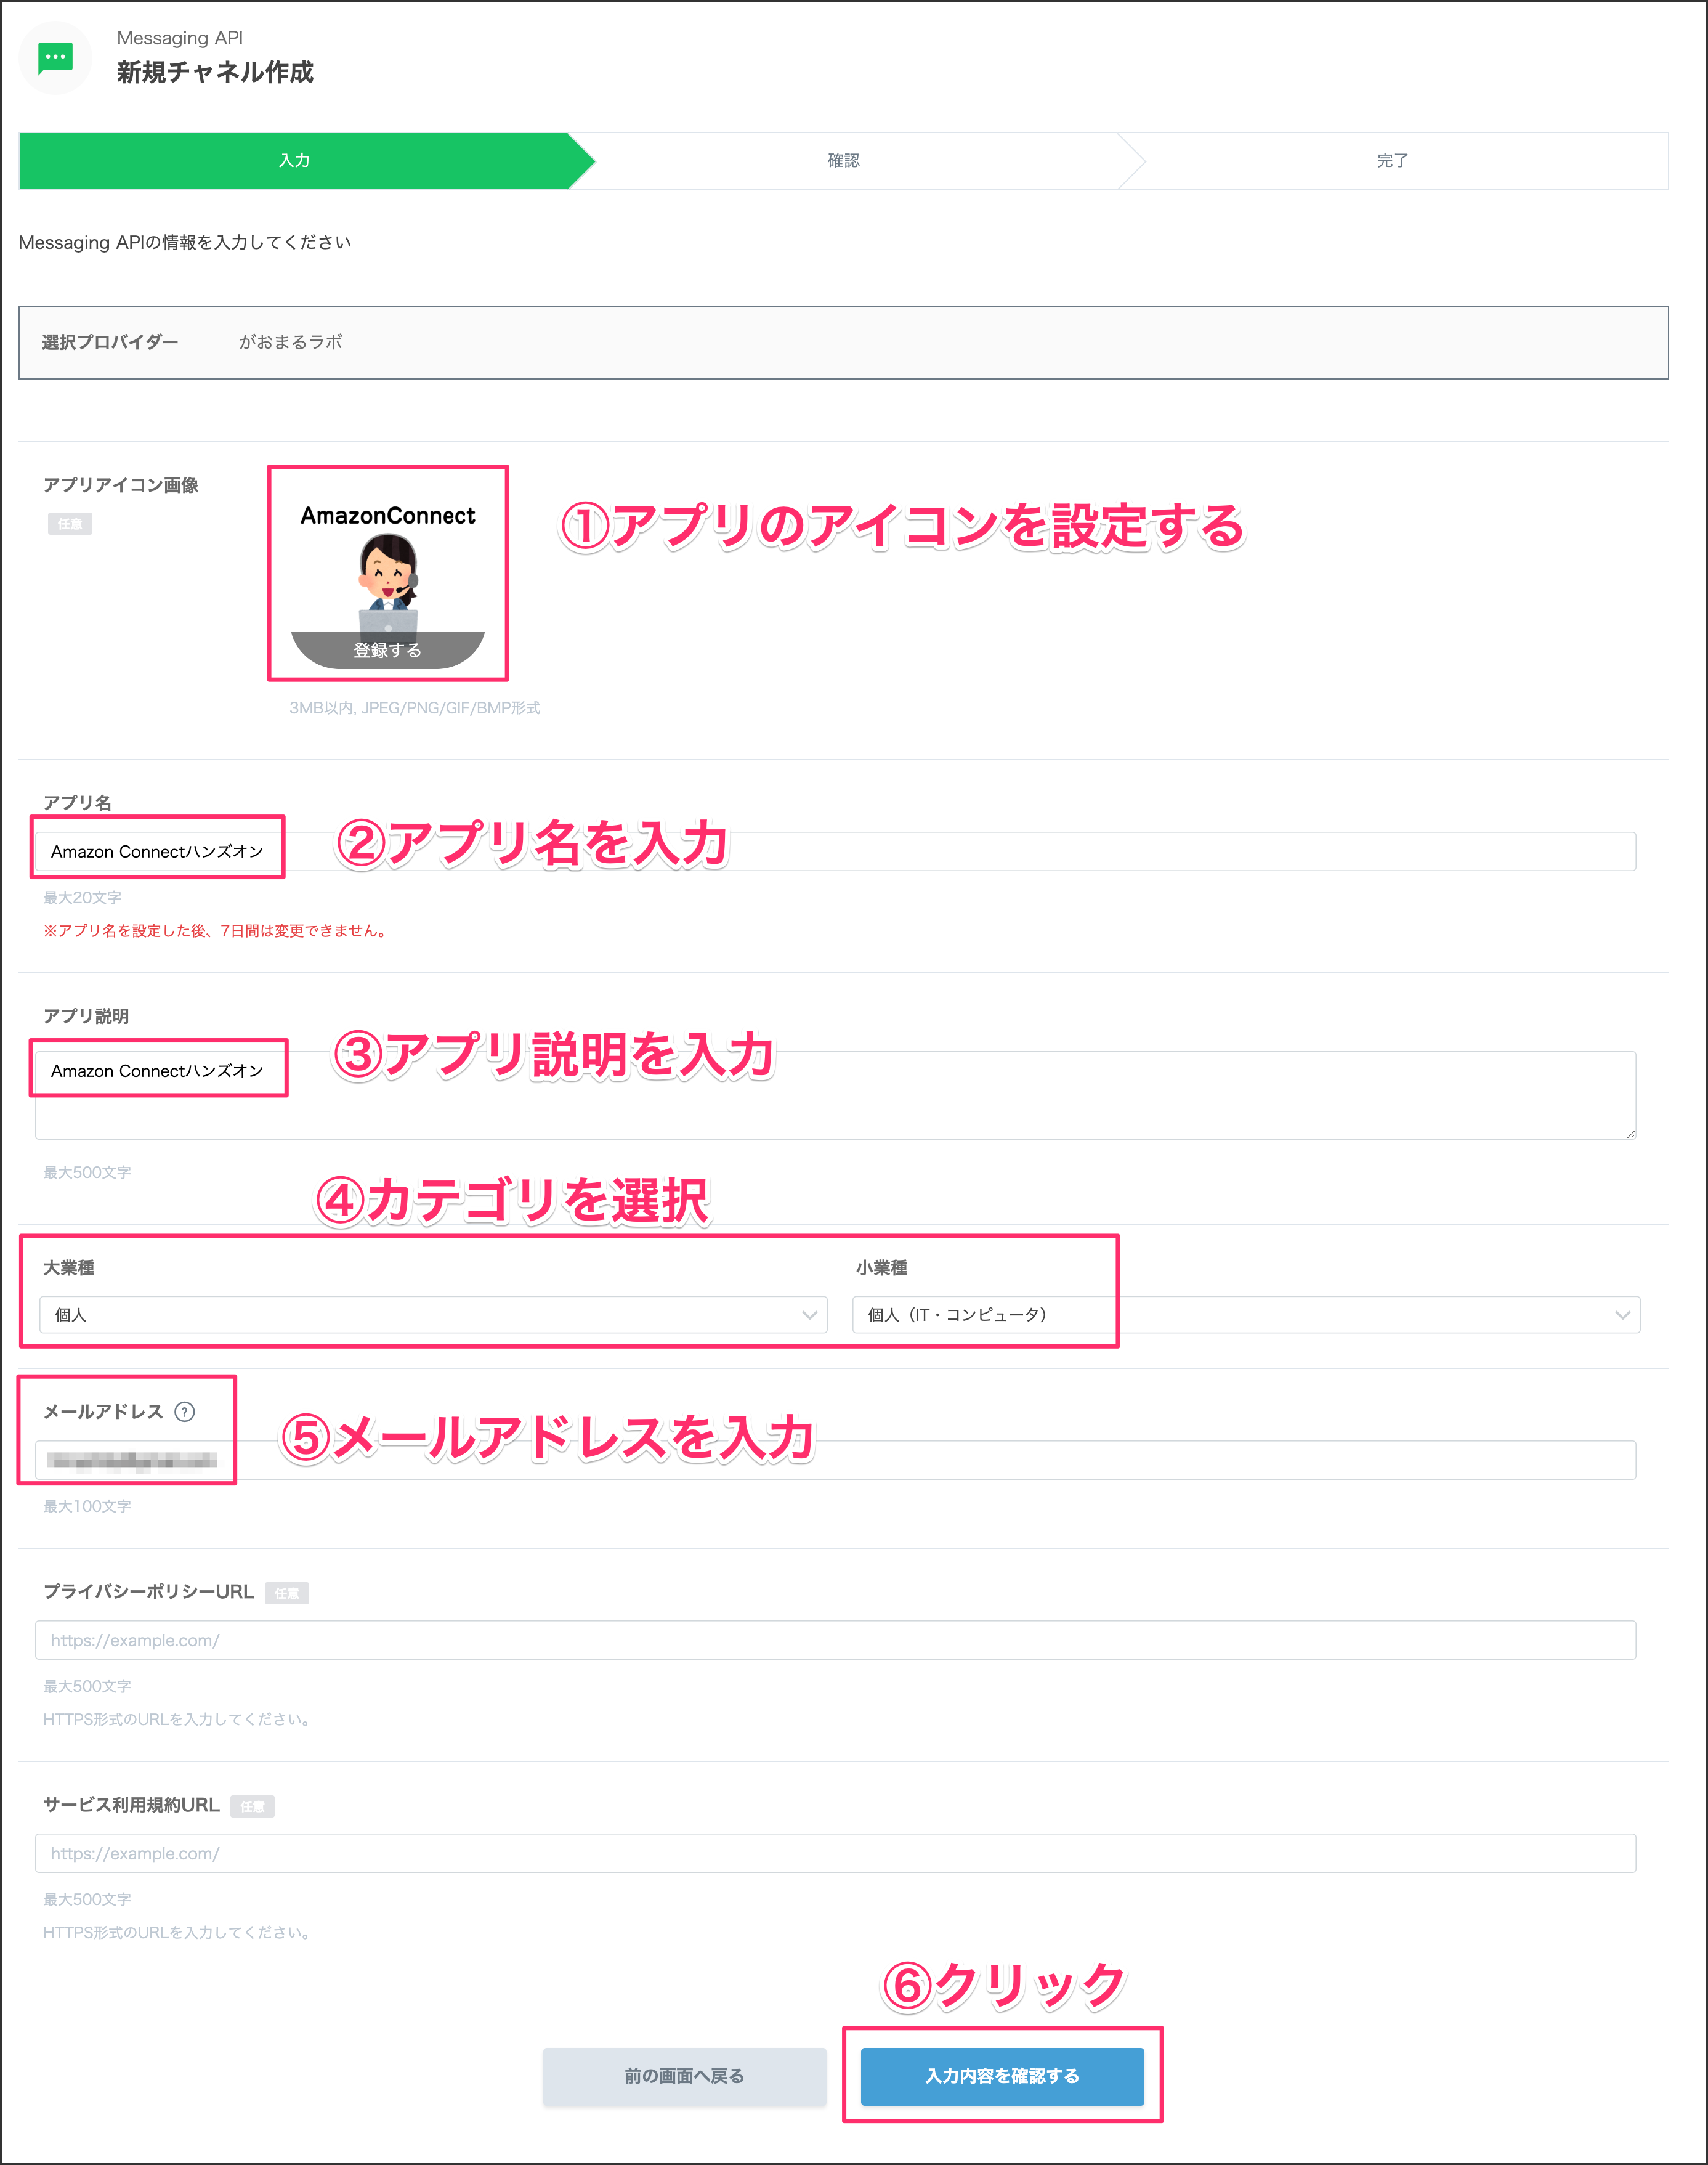 Messaging API
新規チャネル作成
入力
確認
完了
Messaging APIの情報を入力してください
選択プロバイダー がおまるラボ
アプリアイコン画像
任意
AmazonConnect
登録する
①アプリのアイコンを設定する
3MB以内, JPEG/PNG/GIF/BMP形式
アプリ名
Amazon Connectハンズオン
②アプリ名を入力
最大20文字
※アプリ名を設定した後、7日間は変更できません。
アプリ説明
Amazon Connectハンズオン
③アプリ説明を入力
最大500文字
④カテゴリを選択
大業種
小業種
個人
個人（IT・コンピュータ）
メールアドレス ?
⑤メールアドレスを入力
最大100文字
プライバシーポリシーURL 任意
https://example.com/
最大500文字
HTTPS形式のURLを入力してください。
サービス利用規約URL 任意
https://example.com/
最大500文字
HTTPS形式のURLを入力してください。
⑥クリック
前の画面へ戻る
入力内容を確認する